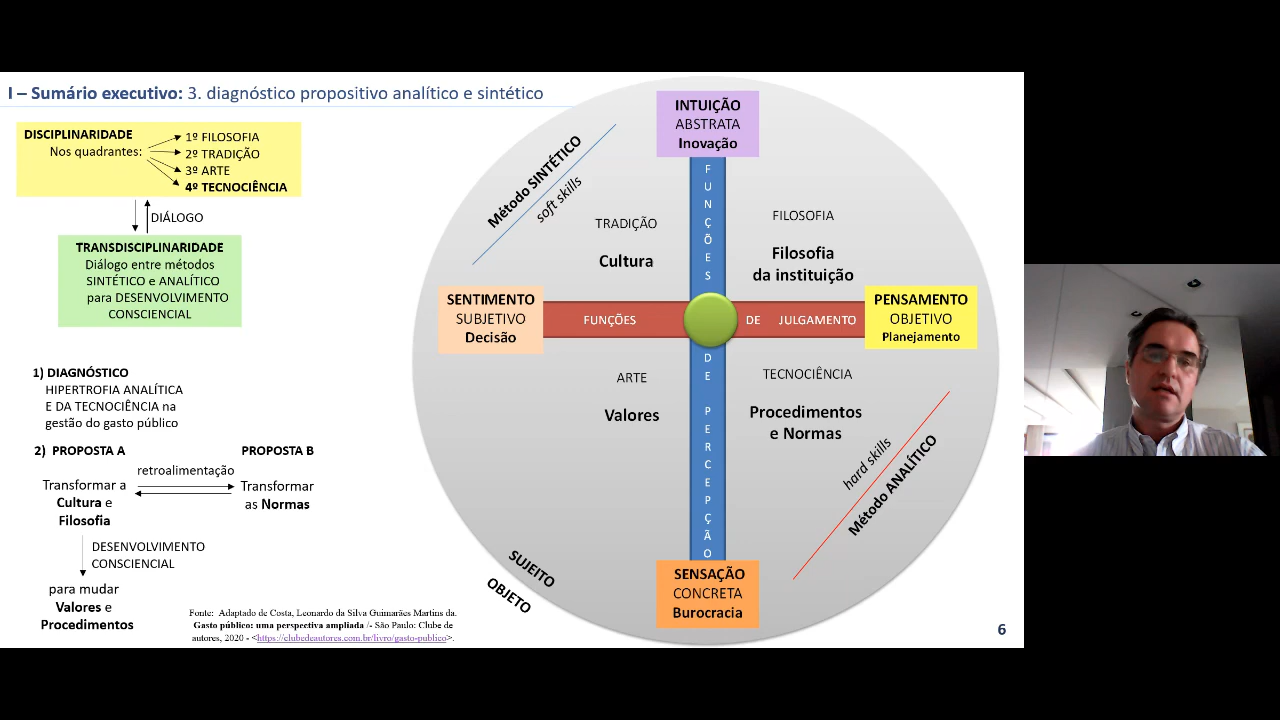 I – Sumário executivo: 3. diagnóstico propositivo analítico e sintético
DISCIPLINARIDADE
Nos quadrantes:
1º FILOSOFIA
2º TRADIÇÃO
3º ARTE
4º TECNOCIÊNCIA
DIÁLOGO
TRANSDISCIPLINARIDADE
Diálogo entre métodos
SINTÉTICO e ANALÍTICO
para DESENVOLVIMENTO
CONSCIENCIAL
1) DIAGNÓSTICO
HIPERTROFIA ANALÍTICA
E DA TECNOCIÊNCIA na
gestão do gasto público
2) PROPOSTA A
PROPOSTA B
retroalimentação
Transformar a
Cultura e
Filosofia
Transformar
as Normas
DESENVOLVIMENTO
CONSCIENCIAL
para mudar
Valores e
Procedimentos
Fonte: Adaptado de Costa, Leonardo da Silva Guimarães Martins da.
Gasto público: uma perspectiva ampliada /- São Paulo: Clube de
autores, 2020 - <https://clubedeautores.com.br/livro/gasto-publico>.
INTUIÇÃO
ABSTRATA
Inovação
Método SINTÉTICO
soft skills
TRADIÇÃO
Cultura
FILOSOFIA
Filosofia
da instituição
SENTIMENTO
SUBJETIVO
Decisão
FUNÇÕES DE JULGAMENTO
PENSAMENTO
OBJETIVO
Planejamento
FUNÇÕES DE PERCEPÇÃO
ARTE
Valores
TECNOCIÊNCIA
Procedimentos
e Normas
hard skills
Método ANALÍTICO
SUJEITO
OBJETO
SENSAÇÃO
CONCRETA
Burocracia
6